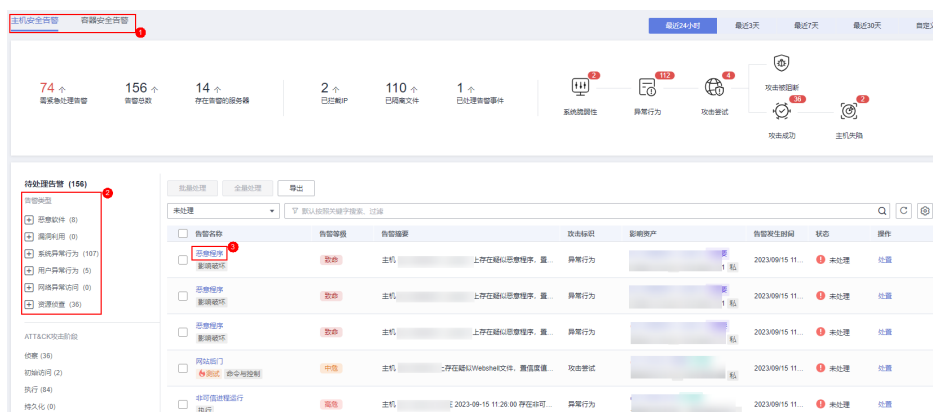 主机安全告警 容器安全告警
1
最近24小时 最近3天 最近7天 最近30天 自定义
74 个 156 个 14 个 2 个 110 个 1 个
需紧急处理告警 告警总数 存在告警的服务器 已拦截IP 已隔离文件 已处理告警事件
2 112 4
系统脆弱性 异常行为 攻击尝试
攻击被阻断
36 2
攻击成功 主机失陷
待处理告警 (156)
2
告警类型
恶意软件 (8)
漏洞利用 (0)
系统异常行为 (107)
用户异常行为 (5)
网络异常访问 (0)
资源侦查 (36)
ATT&CK攻击阶段
侦察 (36)
初始访问 (2)
执行 (84)
持久化 (0)
批量处理 全量处理 导出
未处理 默认按照关键字搜索、过滤
告警名称 告警等级 告警摘要 攻击标识 影响资产 告警发生时间 状态 操作
3
恶意程序 致命 主机 上存在疑似恶意程序，置... 异常行为 2023/09/15 11... 未处理 处置
影响破坏 1 私
恶意程序 致命 主机 上存在疑似恶意程序，置... 异常行为 2023/09/15 11... 未处理 处置
影响破坏 1 私
恶意程序 致命 主机 上存在疑似恶意程序，置... 异常行为 2023/09/15 11... 未处理 处置
影响破坏 私
网站后门 中危 主机 上存在疑似Webshell文件，置信度值... 攻击尝试 2023/09/15 11... 未处理 处置
测试 命令与控制 私
非可信进程运行 高危 主机 在 2023-09-15 11:26:00 存在非可... 异常行为 2023/09/15 11... 未处理 处置
执行